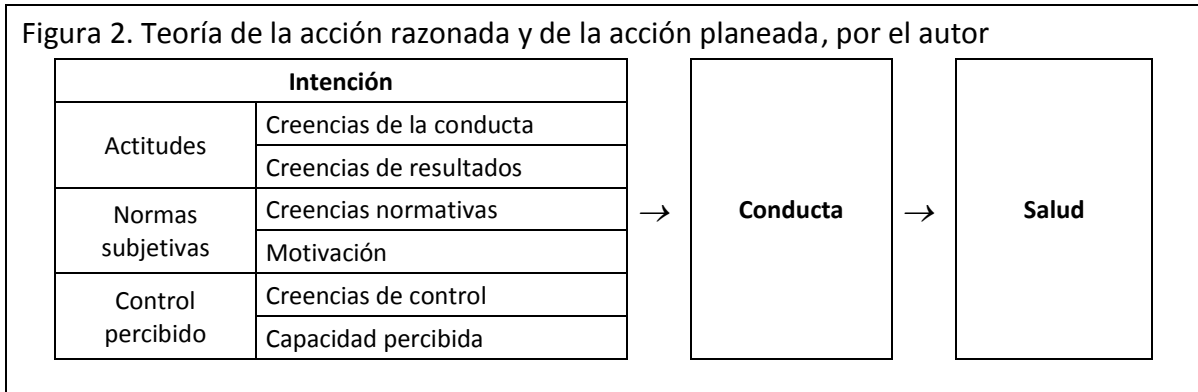 Figura 2. Teoría de la acción razonada y de la acción planeada, por el autor
Intención
Actitudes
Creencias de la conducta
Creencias de resultados
Normas
subjetivas
Creencias normativas
Motivación
Control
percibido
Creencias de control
Capacidad percibida
→
Conducta
→
Salud